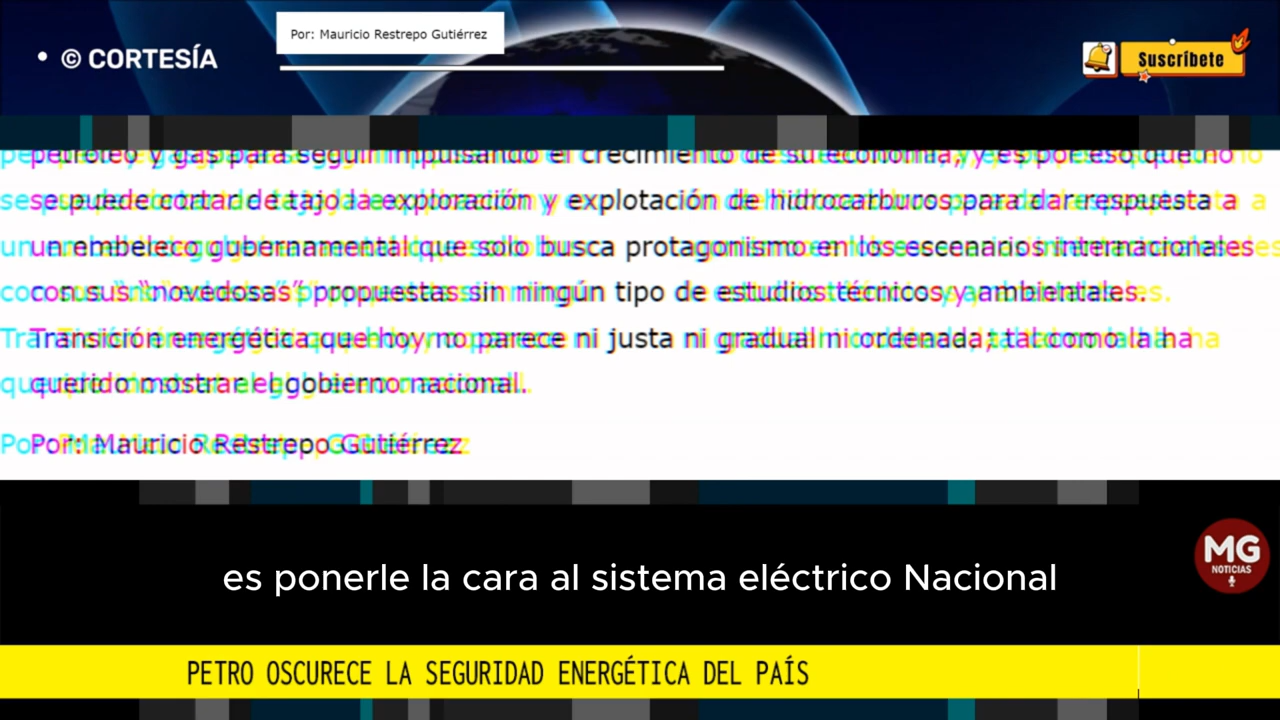 Por: Mauricio Restrepo Gutiérrez
• © CORTESÍA
Suscríbete
petróleo y gas para seguir impulsando el crecimiento de su economía, y es por eso que no
se puede cortar de tajo la exploración y explotación de hidrocarburos para dar respuesta a
un embeleco gubernamental que solo busca protagonismo en los escenarios internacionales
con sus “novedosas” propuestas sin ningún tipo de estudios técnicos y ambientales.
Transición energética que hoy no parece ni justa ni gradual ni ordenada; tal como la ha
querido mostrar el gobierno nacional.
Por: Mauricio Restrepo Gutiérrez
MG
NOTICIAS
es ponerle la cara al sistema eléctrico Nacional
PETRO OSCURECE LA SEGURIDAD ENERGÉTICA DEL PAÍS